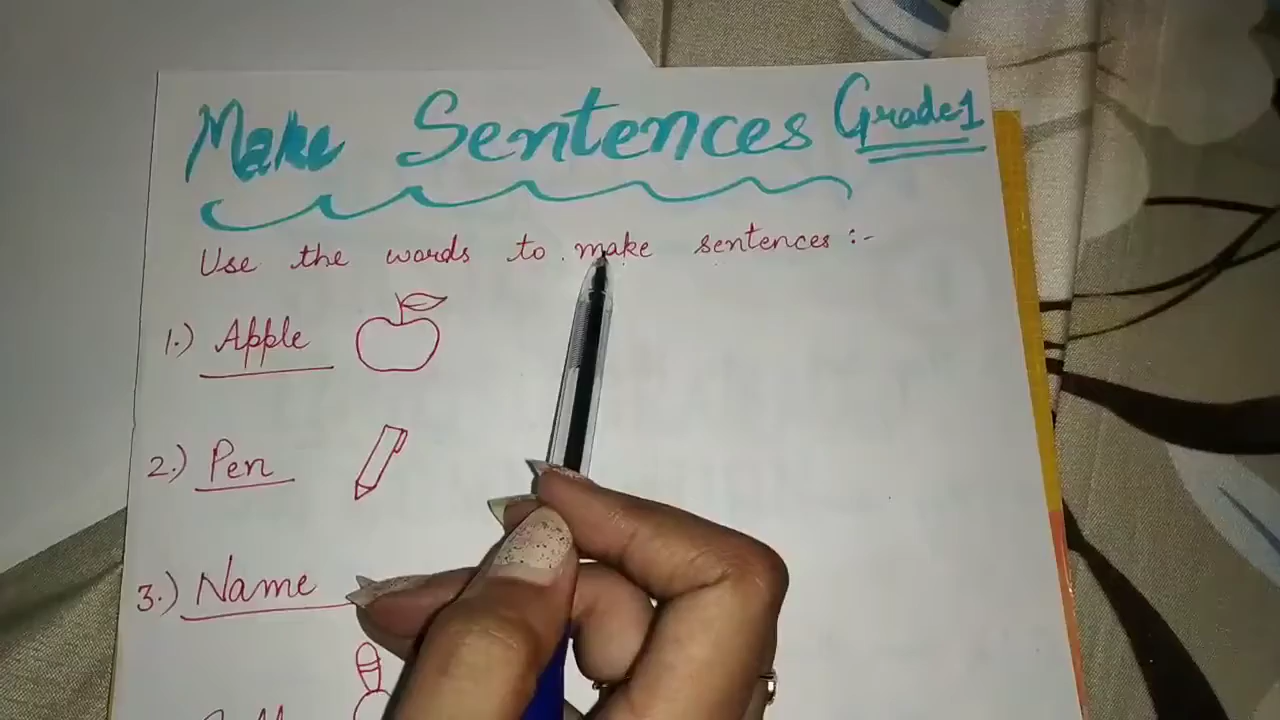 Make Sentences Grade 1
Use the words to make sentences :-
1.) Apple
2.) Pen
3.) Name